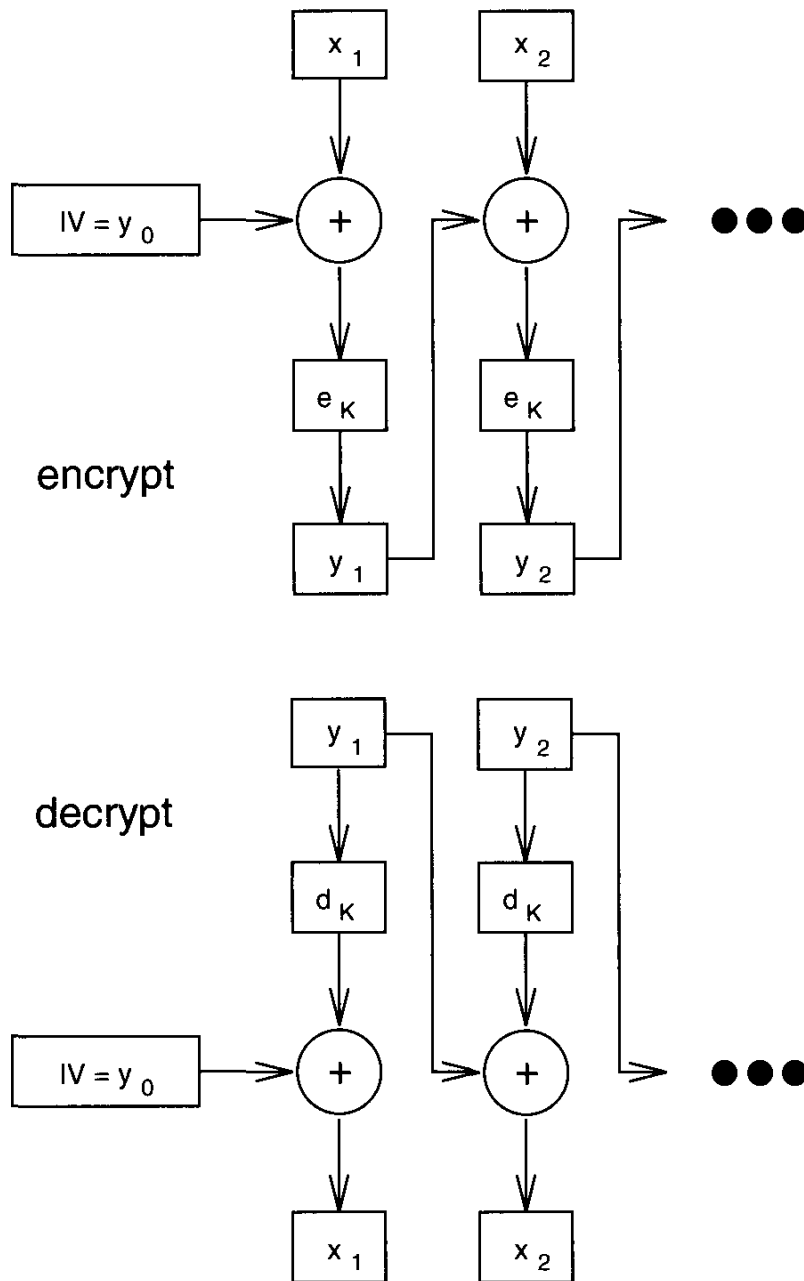 x 1 x 2
IV = y 0 + +
e K e K
encrypt
y 1 y 2
y 1 y 2
decrypt
d K d K
IV = y 0 + +
x 1 x 2